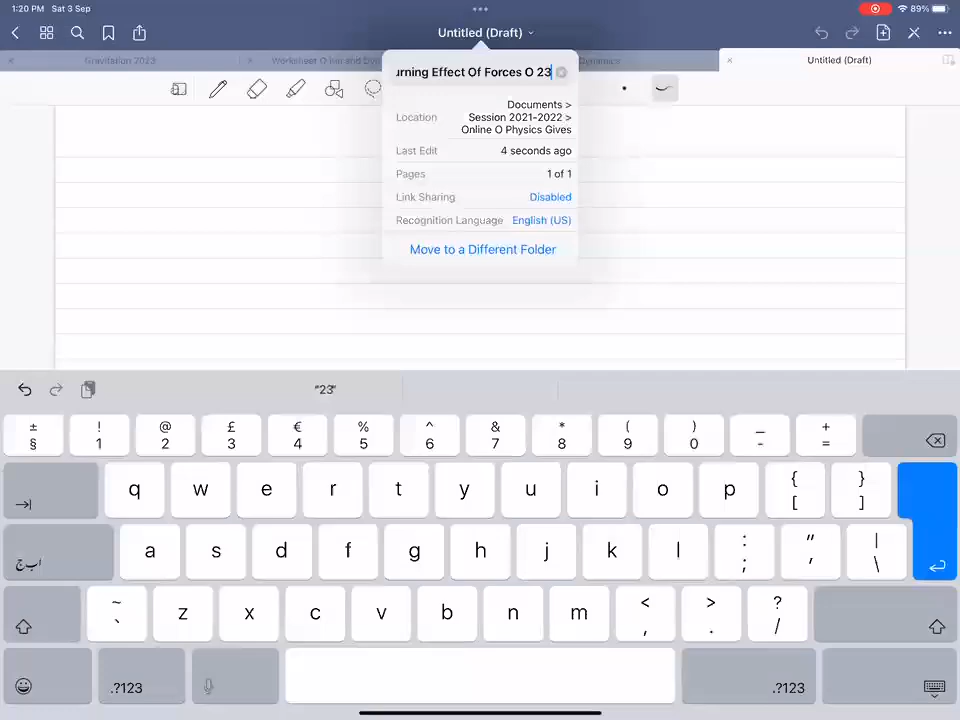 1:20 PM Sat 3 Sep
89%
Untitled (Draft)
Gravitation 2023
Worksheet O
Dynamics
Untitled (Draft)
urning Effect Of Forces O 23
Location
Documents >
Session 2021-2022 >
Online O Physics Gives
Last Edit 4 seconds ago
Pages 1 of 1
Link Sharing Disabled
Recognition Language English (US)
Move to a Different Folder
"23"
± ! @ £ € % ^ & * ( ) _ +
§ 1 2 3 4 5 6 7 8 9 0 - =
q w e r t y u i o p { }
[ ]
a s d f g h j k l : " |
; ' \
ا ب ج
~ z x c v b n m < > ?
` , . /
.?123 .?123